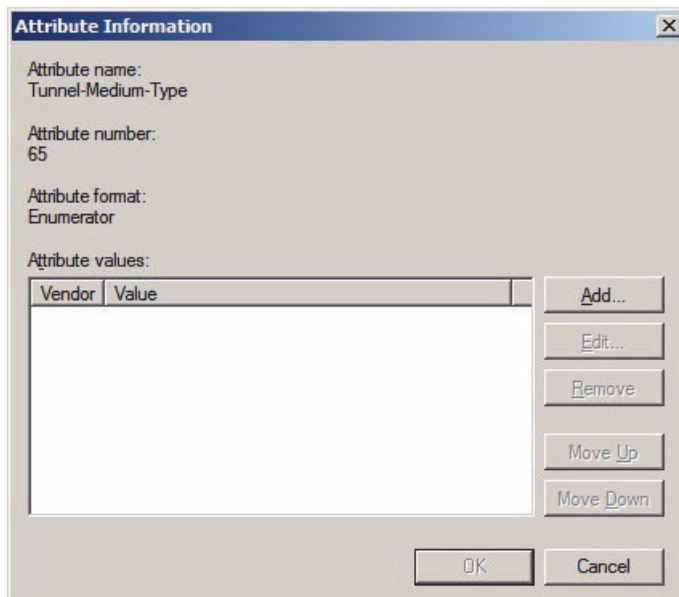 Attribute Information
Attribute name:
Tunnel-Medium-Type
Attribute number:
65
Attribute format:
Enumerator
Attribute values:
Vendor Value
Add...
Edit...
Remove
Move Up
Move Down
OK Cancel